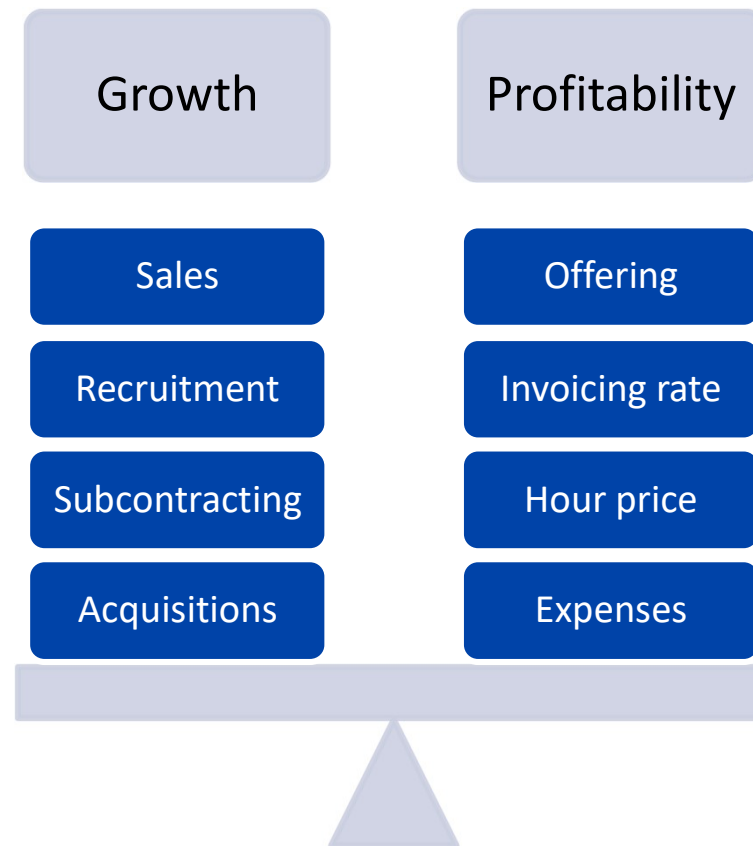 Growth
Profitability
Sales
Offering
Recruitment
Invoicing rate
Subcontracting
Hour price
Acquisitions
Expenses